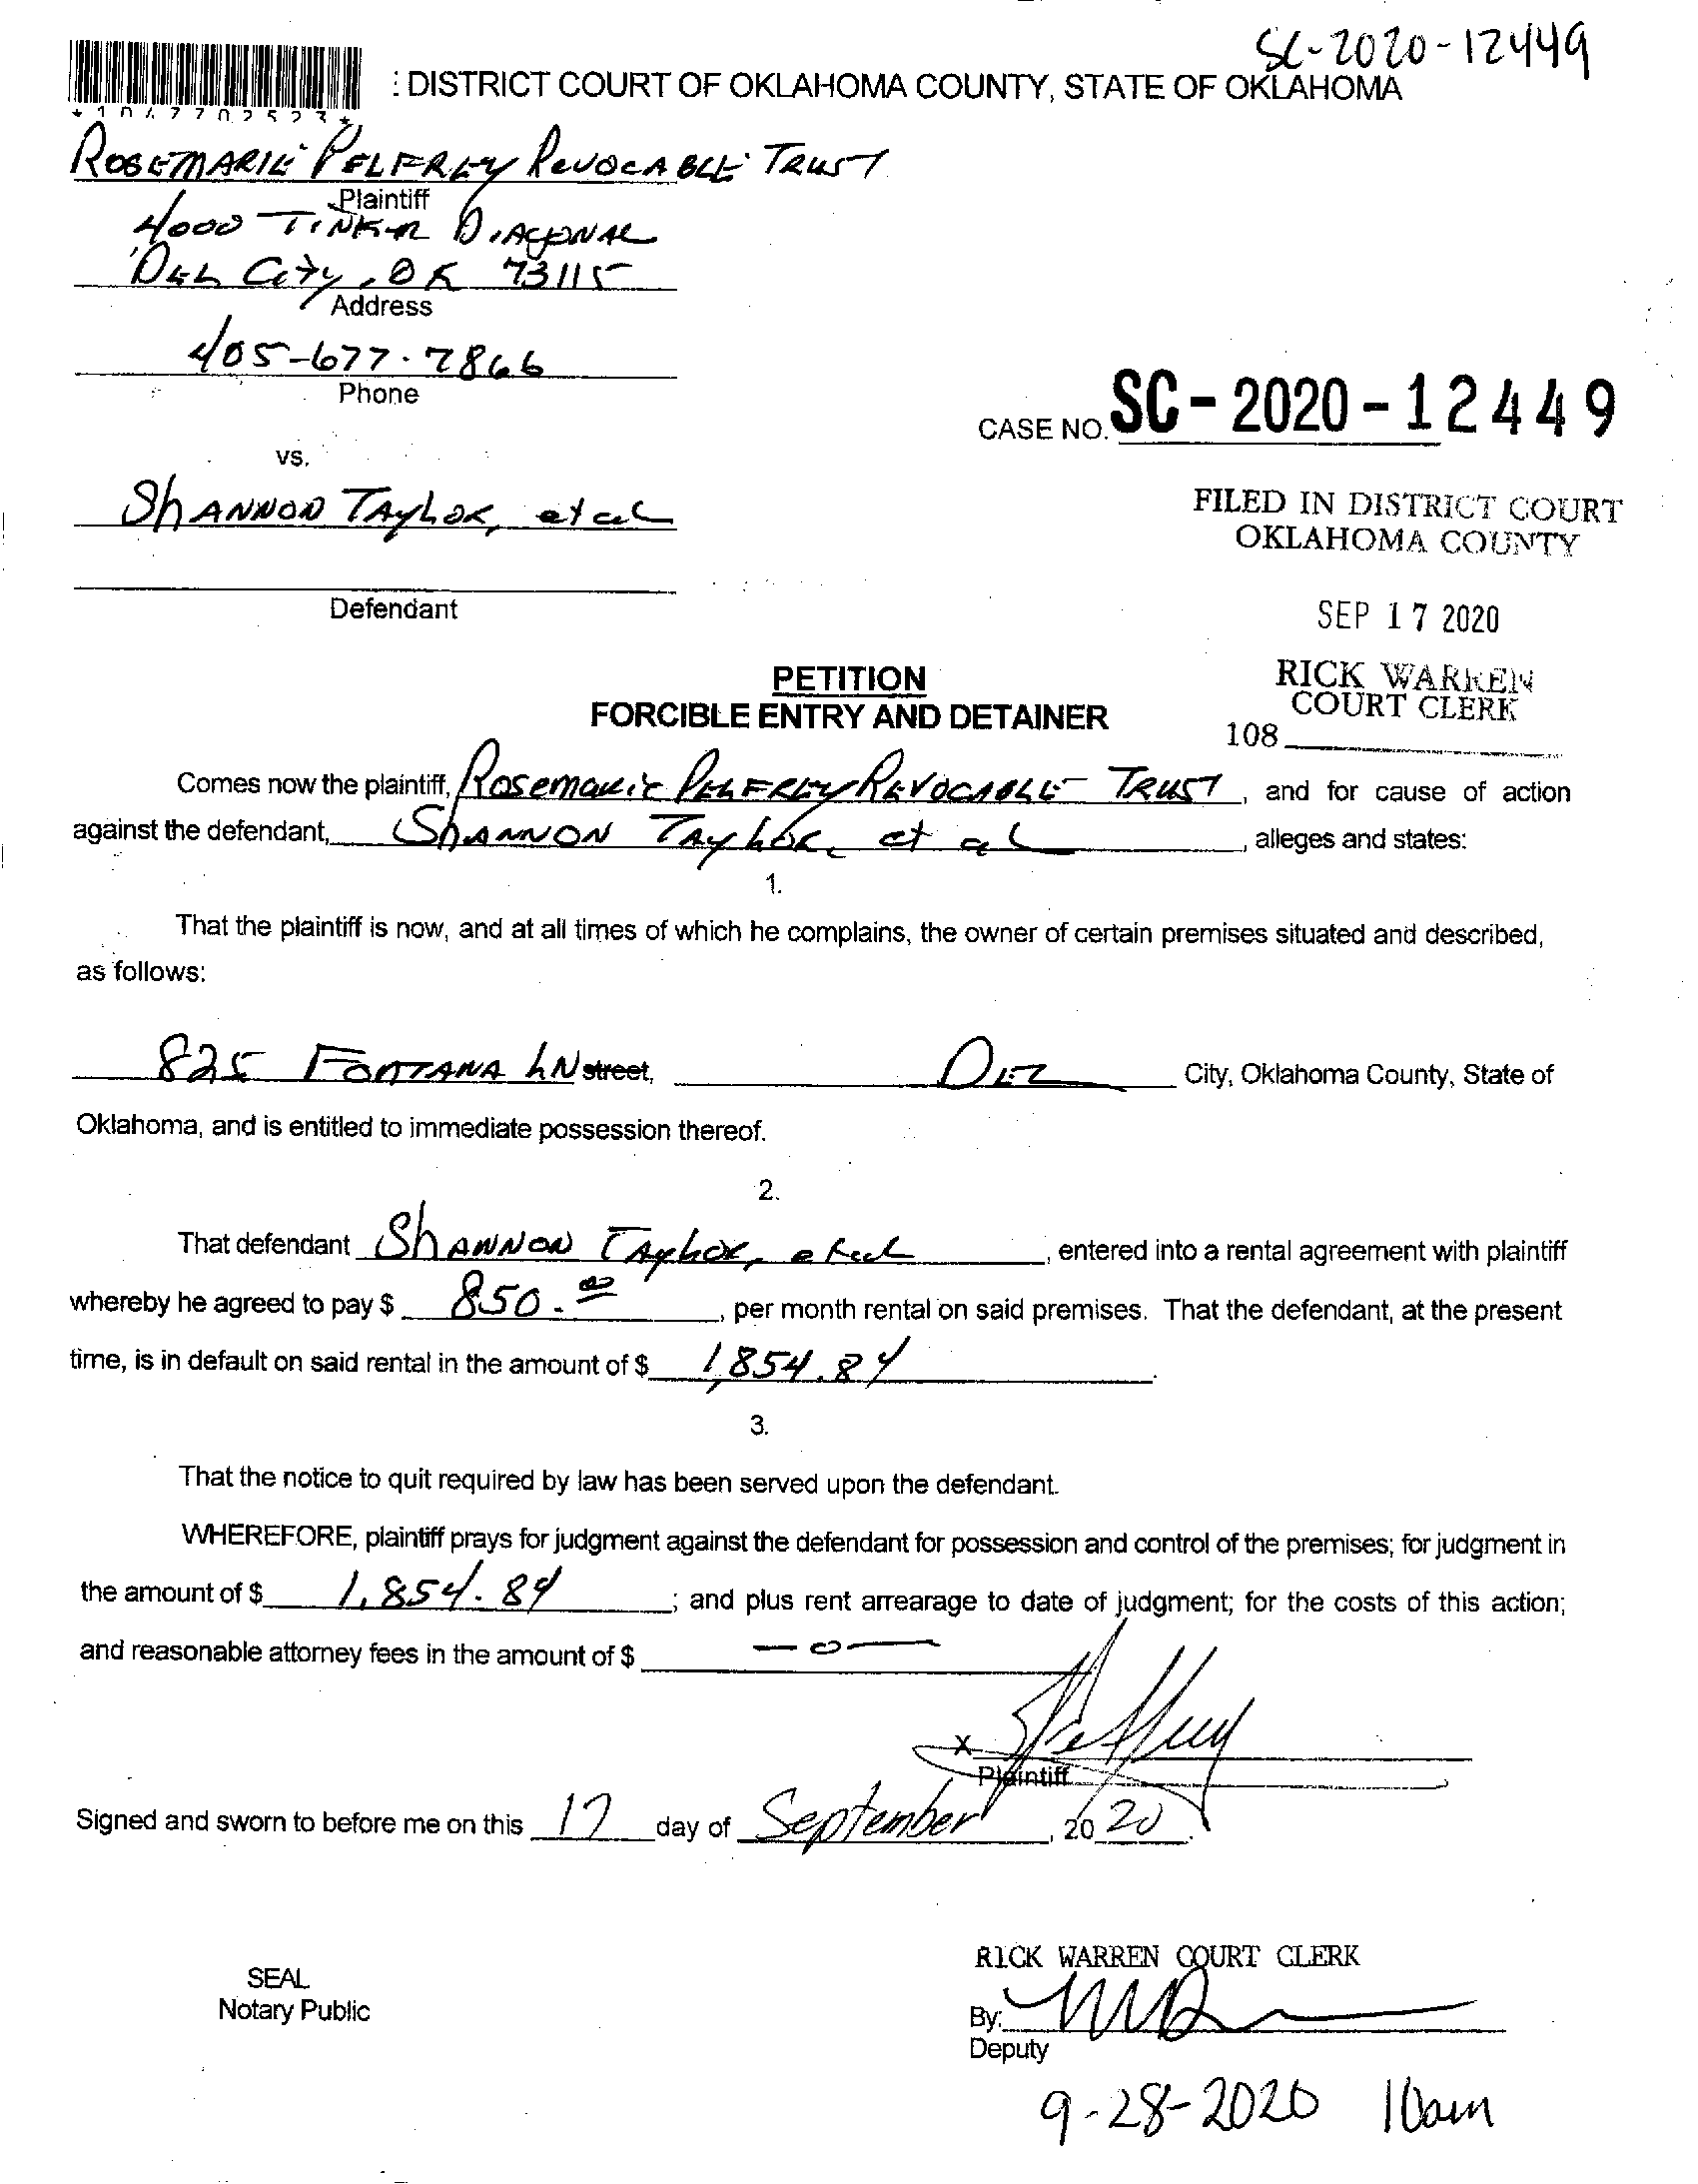 SC-2020-12449
: DISTRICT COURT OF OKLAHOMA COUNTY, STATE OF OKLAHOMA
*1047702523*
ROSEMARIE PELFREY REVOCABLE TRUST
Plaintiff
4000 TINKER DIAGONAL
DEL CITY, OK 73115
Address
405-677-7866
Phone
CASE NO. SC-2020-12449
vs.
SHANNON TAYLOR, et al
FILED IN DISTRICT COURT
OKLAHOMA COUNTY
Defendant
SEP 17 2020
PETITION
FORCIBLE ENTRY AND DETAINER
RICK WARREN
COURT CLERK
108
Comes now the plaintiff, ROSEMARIE PELFREY REVOCABLE TRUST, and for cause of action
against the defendant, SHANNON TAYLOR, et al, alleges and states:
1.
That the plaintiff is now, and at all times of which he complains, the owner of certain premises situated and described,
as follows:
825 FONTANA LN street, DEL City, Oklahoma County, State of
Oklahoma, and is entitled to immediate possession thereof.
2.
That defendant SHANNON TAYLOR, et al, entered into a rental agreement with plaintiff
whereby he agreed to pay $ 850.00, per month rental on said premises. That the defendant, at the present
time, is in default on said rental in the amount of $ 1,854.84.
3.
That the notice to quit required by law has been served upon the defendant.
WHEREFORE, plaintiff prays for judgment against the defendant for possession and control of the premises; for judgment in
the amount of $ 1,854.84; and plus rent arrearage to date of judgment; for the costs of this action;
and reasonable attorney fees in the amount of $ -0-
X
Plaintiff
Signed and sworn to before me on this 17 day of September, 2020.
RICK WARREN COURT CLERK
SEAL
Notary Public
By:
Deputy
9-28-2020 10am